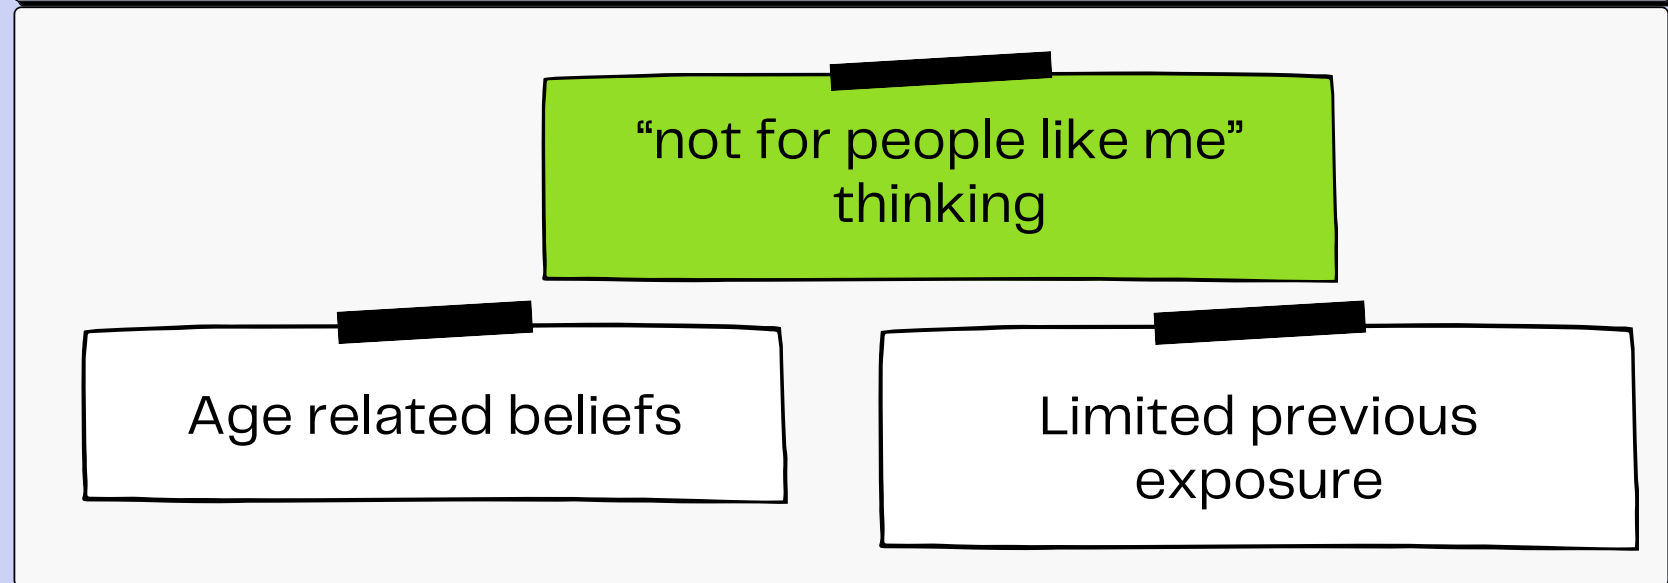 “not for people like me”
thinking
Age related beliefs
Limited previous
exposure